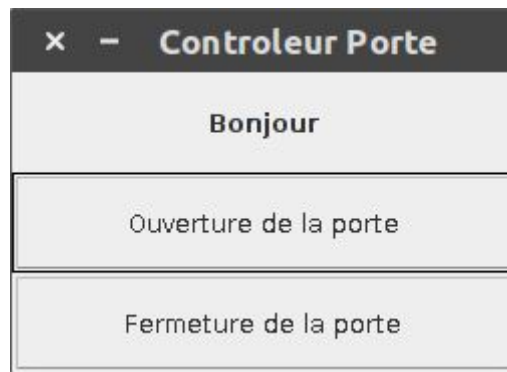 × – Controleur Porte
Bonjour
Ouverture de la porte
Fermeture de la porte